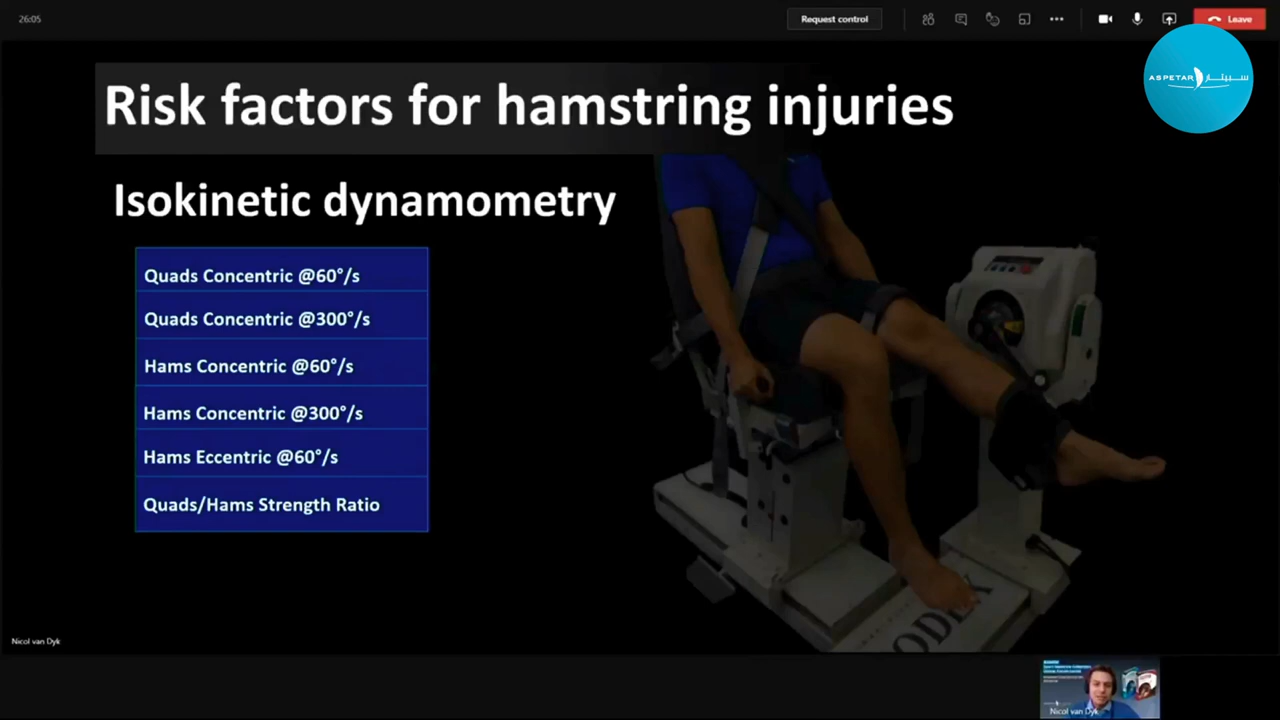 26:05
Request control
Leave
ASPETAR سبيتار
Risk factors for hamstring injuries
Isokinetic dynamometry
Quads Concentric @60°/s
Quads Concentric @300°/s
Hams Concentric @60°/s
Hams Concentric @300°/s
Hams Eccentric @60°/s
Quads/Hams Strength Ratio
Nicol van Dyk
Nicol van Dyk